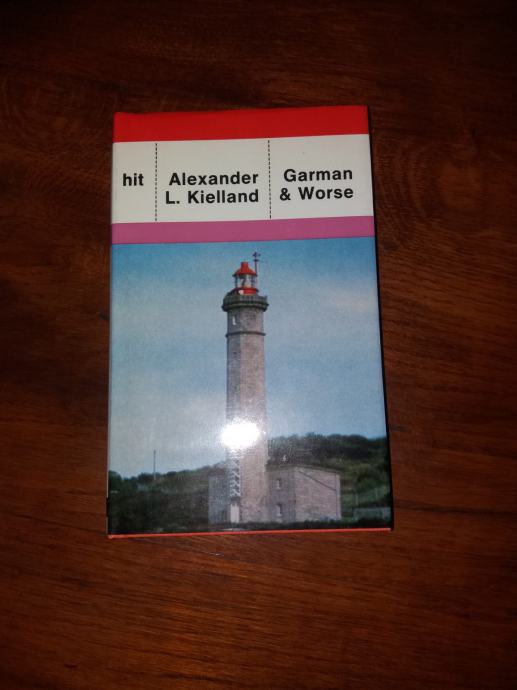 hit
Alexander
L. Kielland
Garman
& Worse